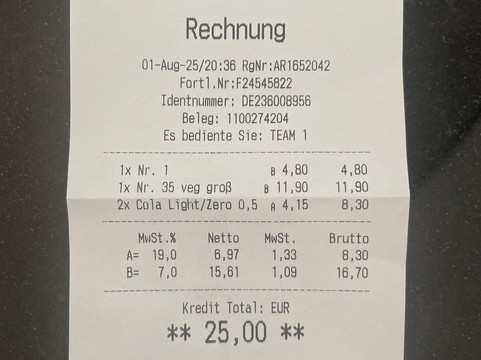 Rechnung
01-Aug-25/20:36 RgNr:AR1652042
Fortl.Nr:F24545822
Identnummer: DE236008956
Beleg: 1100274204
Es bediente Sie: TEAM 1
1x Nr. 1 B 4,80 4,80
1x Nr. 35 veg groß B 11,90 11,90
2x Cola Light/Zero 0,5 A 4,15 8,30
MwSt.% Netto MwSt. Brutto
A= 19,0 6,97 1,33 8,30
B= 7,0 15,61 1,09 16,70
Kredit Total: EUR
** 25,00 **